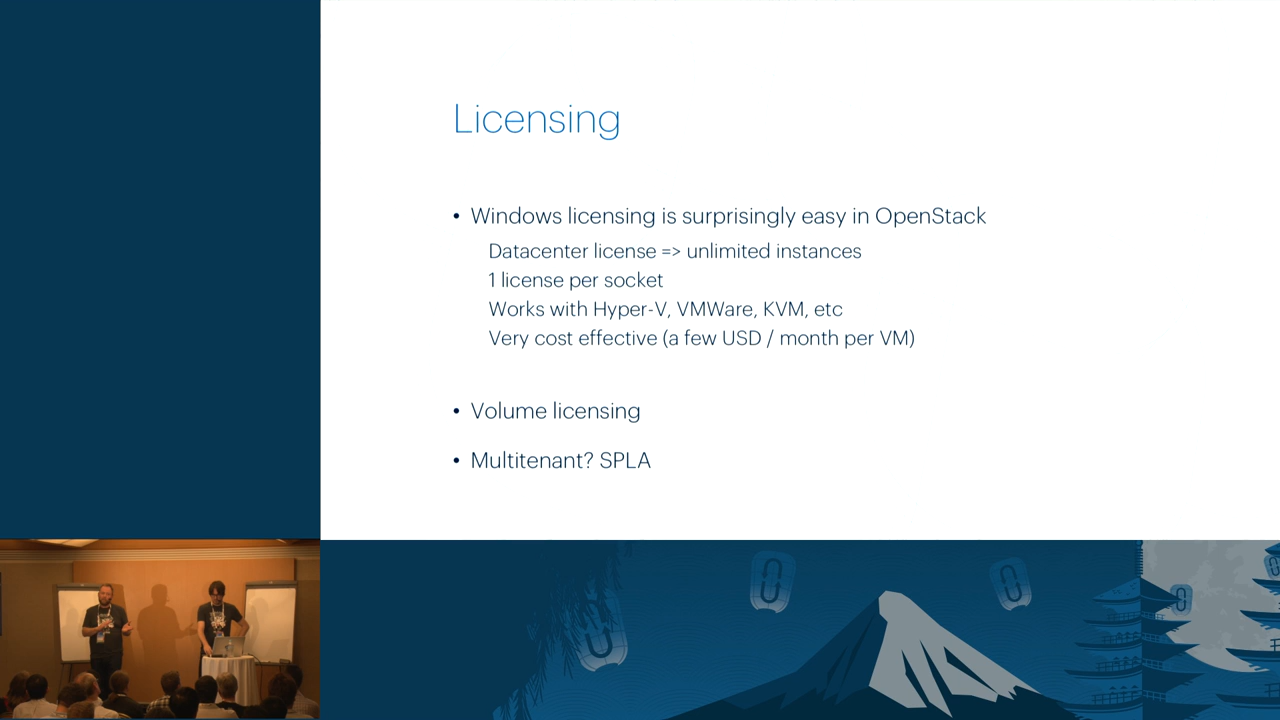 Licensing
• Windows licensing is surprisingly easy in OpenStack
Datacenter license => unlimited instances
1 license per socket
Works with Hyper-V, VMWare, KVM, etc
Very cost effective (a few USD / month per VM)
• Volume licensing
• Multitenant? SPLA